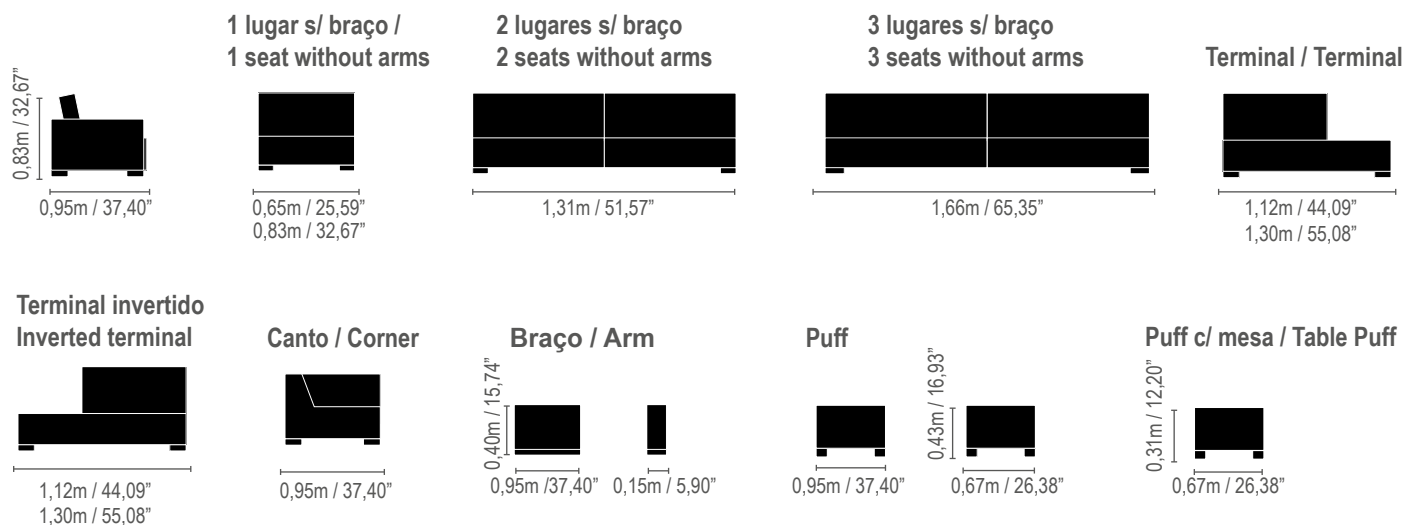 1 lugar s/ braço /
1 seat without arms
2 lugares s/ braço
2 seats without arms
3 lugares s/ braço
3 seats without arms
Terminal / Terminal
0,83m / 32,67”
0,95m / 37,40”
0,65m / 25,59”
0,83m / 32,67”
1,31m / 51,57”
1,66m / 65,35”
1,12m / 44,09”
1,30m / 55,08”
Terminal invertido
Inverted terminal
Canto / Corner
Braço / Arm
Puff
Puff c/ mesa / Table Puff
0,40m / 15,74”
0,43m / 16,93”
0,31m / 12,20”
1,12m / 44,09”
1,30m / 55,08”
0,95m / 37,40”
0,95m /37,40”
0,15m / 5,90”
0,95m / 37,40”
0,67m / 26,38”
0,67m / 26,38”